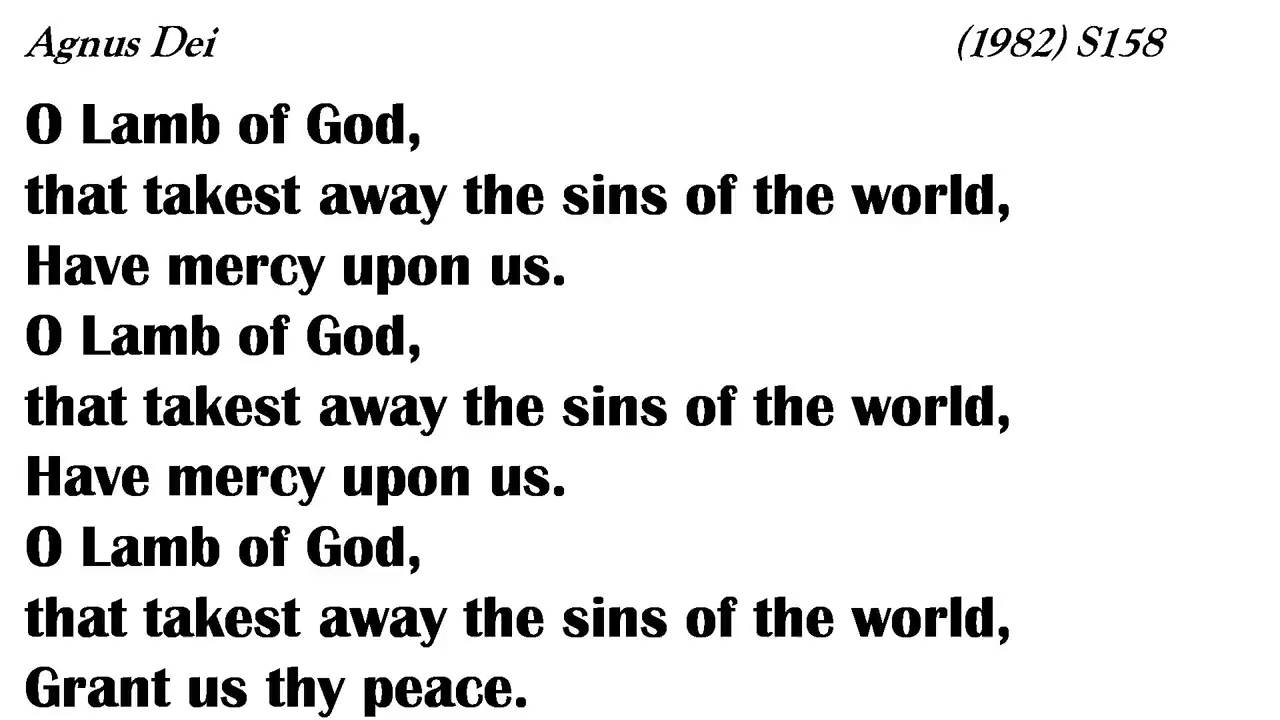 Agnus Dei (1982) S158
O Lamb of God,
that takest away the sins of the world,
Have mercy upon us.
O Lamb of God,
that takest away the sins of the world,
Have mercy upon us.
O Lamb of God,
that takest away the sins of the world,
Grant us thy peace.